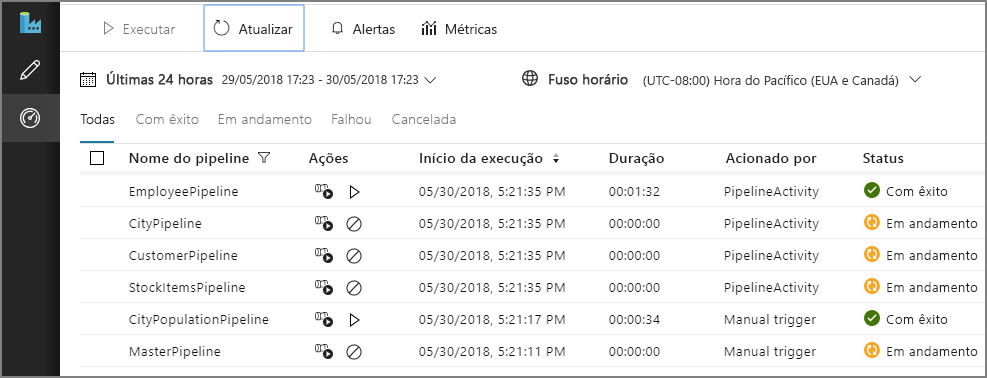 Executar Atualizar Alertas Métricas
Últimas 24 horas 29/05/2018 17:23 - 30/05/2018 17:23 Fuso horário (UTC-08:00) Hora do Pacífico (EUA e Canadá)
Todas Com êxito Em andamento Falhou Cancelada
Nome do pipeline Ações Início da execução Duração Acionado por Status
EmployeePipeline 05/30/2018, 5:21:35 PM 00:01:32 PipelineActivity Com êxito
CityPipeline 05/30/2018, 5:21:35 PM 00:00:00 PipelineActivity Em andamento
CustomerPipeline 05/30/2018, 5:21:35 PM 00:00:00 PipelineActivity Em andamento
StockItemsPipeline 05/30/2018, 5:21:35 PM 00:00:00 PipelineActivity Em andamento
CityPopulationPipeline 05/30/2018, 5:21:17 PM 00:00:34 Manual trigger Com êxito
MasterPipeline 05/30/2018, 5:21:11 PM 00:00:00 Manual trigger Em andamento